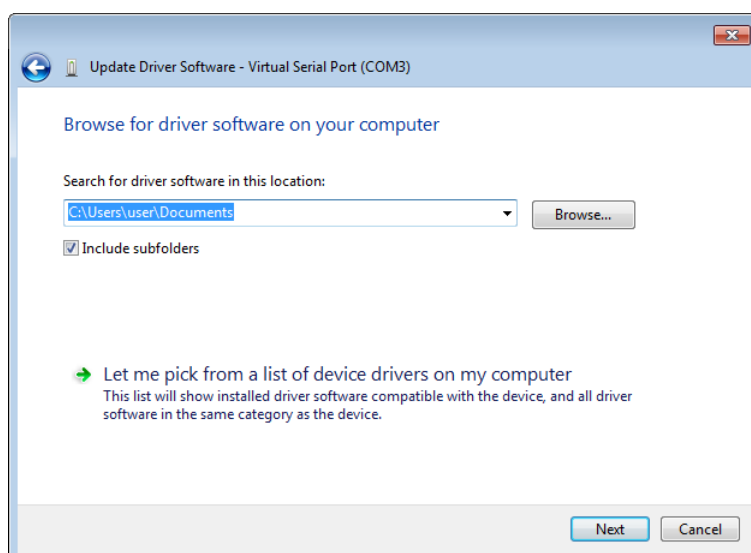 Update Driver Software - Virtual Serial Port (COM3)
Browse for driver software on your computer
Search for driver software in this location:
C:\Users\user\Documents
Browse...
Include subfolders
Let me pick from a list of device drivers on my computer
This list will show installed driver software compatible with the device, and all driver
software in the same category as the device.
Next
Cancel